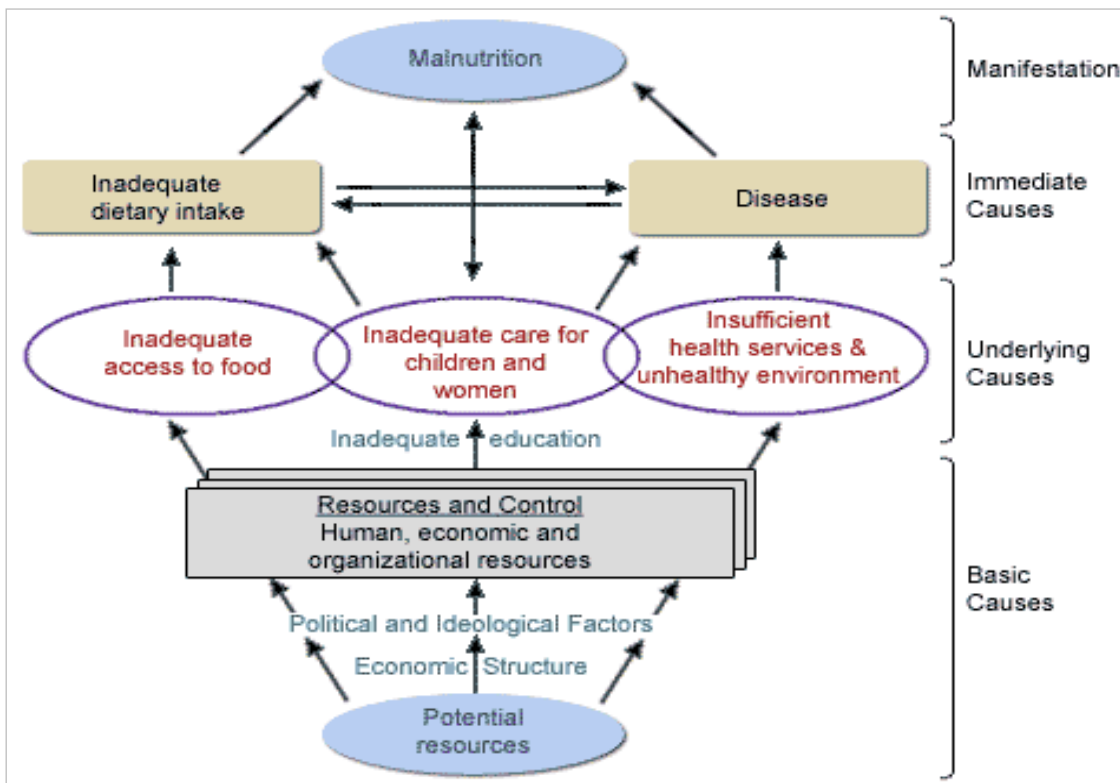 Malnutrition
Manifestation
Inadequate
dietary intake
Disease
Immediate
Causes
Inadequate
access to food
Inadequate care for
children and
women
Insufficient
health services &
unhealthy environment
Underlying
Causes
Inadequate education
Resources and Control
Human, economic and
organizational resources
Basic
Causes
Political and Ideological Factors
Economic Structure
Potential
resources